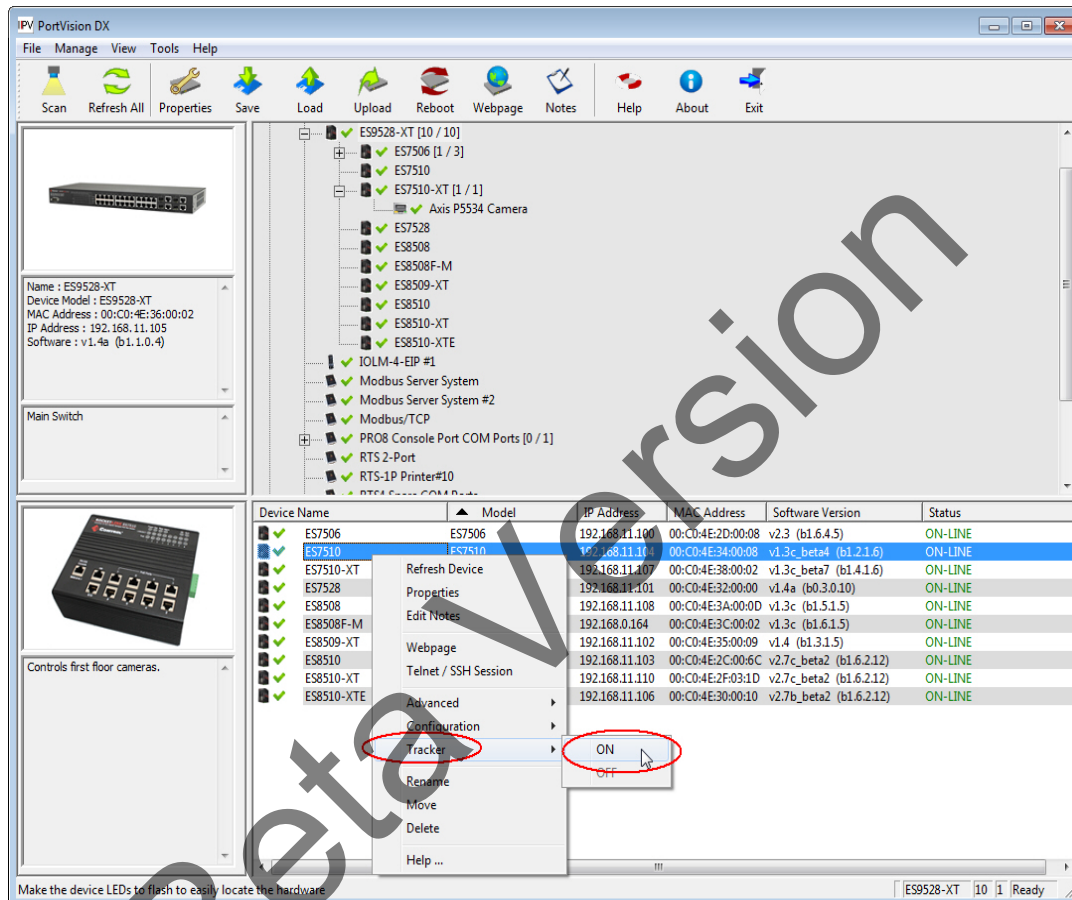 IPV PortVision DX
File Manage View Tools Help
Scan Refresh All Properties Save Load Upload Reboot Webpage Notes Help About Exit
ES9528-XT [10 / 10]
ES7506 [1 / 3]
ES7510
ES7510-XT [1 / 1]
Axis P5534 Camera
ES7528
ES8508
ES8508F-M
ES8509-XT
ES8510
ES8510-XT
ES8510-XTE
IOLM-4-EIP #1
Modbus Server System
Modbus Server System #2
Modbus/TCP
PRO8 Console Port COM Ports [0 / 1]
RTS 2-Port
RTS-1P Printer#10
RTS4 Spare COM Ports
Name : ES9528-XT
Device Model : ES9528-XT
MAC Address : 00:C0:4E:36:00:02
IP Address : 192.168.11.105
Software : v1.4a (b1.1.0.4)
Main Switch
Controls first floor cameras.
Device Name Model IP Address MAC Address Software Version Status
ES7506 ES7506 192.168.11.100 00:C0:4E:2D:00:08 v2.3 (b1.6.4.5) ON-LINE
ES7510 ES7510 192.168.11.104 00:C0:4E:34:00:08 v1.3c_beta4 (b1.2.1.6) ON-LINE
ES7510-XT 192.168.11.107 00:C0:4E:38:00:02 v1.3c_beta7 (b1.4.1.6) ON-LINE
ES7528 192.168.11.101 00:C0:4E:32:00:00 v1.4a (b0.3.0.10) ON-LINE
ES8508 192.168.11.108 00:C0:4E:3A:00:0D v1.3c (b1.5.1.5) ON-LINE
ES8508F-M 192.168.0.164 00:C0:4E:3C:00:02 v1.3c (b1.6.1.5) ON-LINE
ES8509-XT 192.168.11.102 00:C0:4E:35:00:09 v1.4 (b1.3.1.5) ON-LINE
ES8510 192.168.11.103 00:C0:4E:2C:00:6C v2.7c_beta2 (b1.6.2.12) ON-LINE
ES8510-XT 192.168.11.110 00:C0:4E:2F:03:1D v2.7c_beta2 (b1.6.2.12) ON-LINE
ES8510-XTE 192.168.11.106 00:C0:4E:30:00:10 v2.7b_beta2 (b1.6.2.12) ON-LINE
Refresh Device
Properties
Edit Notes
Webpage
Telnet / SSH Session
Advanced
Configuration
Tracker
ON
OFF
Rename
Move
Delete
Help ...
Make the device LEDs to flash to easily locate the hardware
ES9528-XT 10 1 Ready
Beta Version